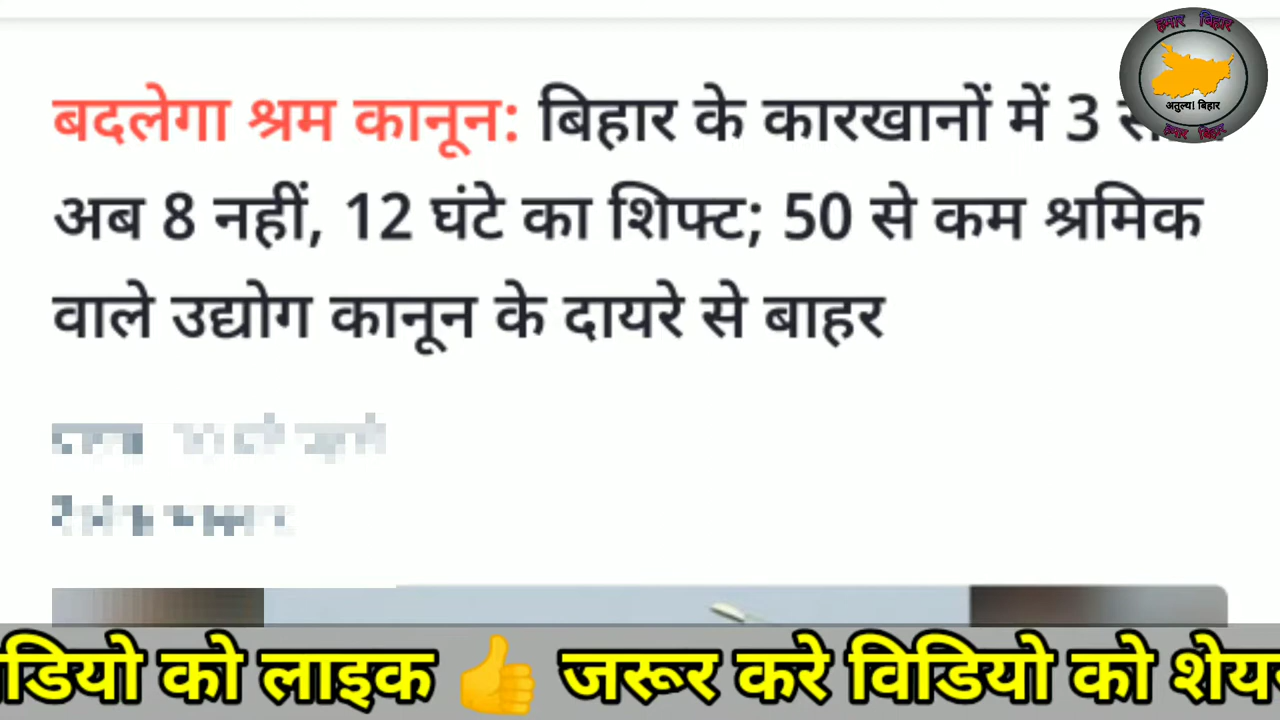 हमार बिहार
अतुल्य। बिहार
हमार बिहार
बदलेगा श्रम कानून: बिहार के कारखानों में 3
अब 8 नहीं, 12 घंटे का शिफ्ट; 50 से कम श्रमिक
वाले उद्योग कानून के दायरे से बाहर
को लाइक 👍 जरूर करे विडियो को